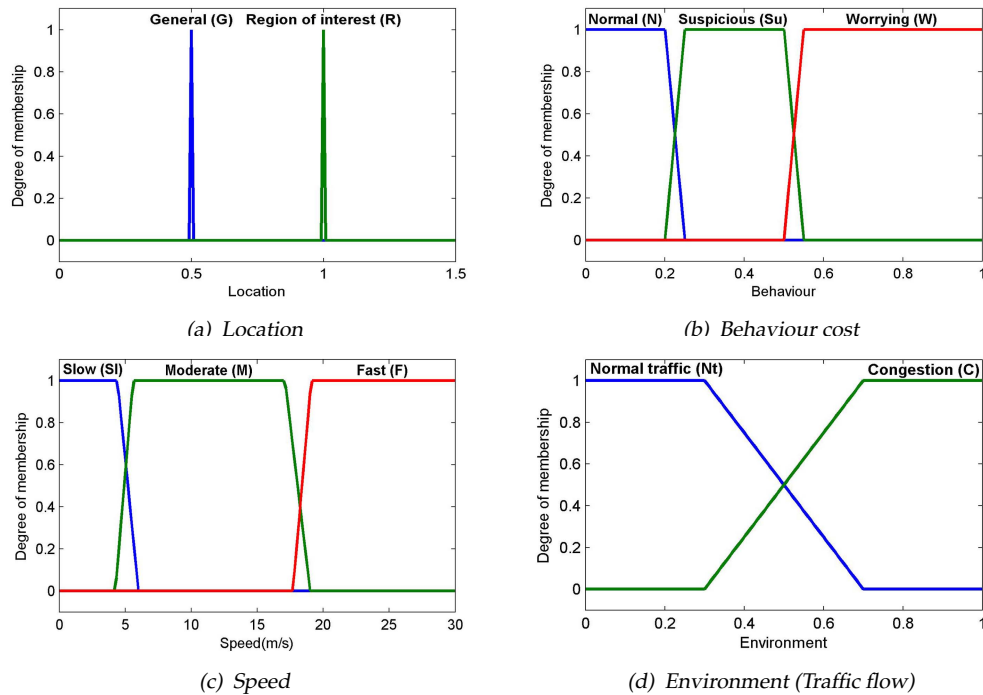 General (G) Region of interest (R)
Degree of membership
1
0.8
0.6
0.4
0.2
0
0 0.5 1 1.5
Location
(a) Location
Normal (N) Suspicious (Su) Worrying (W)
Degree of membership
1
0.8
0.6
0.4
0.2
0
0 0.2 0.4 0.6 0.8 1
Behaviour
(b) Behaviour cost
Slow (Sl) Moderate (M) Fast (F)
Degree of membership
1
0.8
0.6
0.4
0.2
0
0 5 10 15 20 25 30
Speed(m/s)
(c) Speed
Normal traffic (Nt) Congestion (C)
Degree of membership
1
0.8
0.6
0.4
0.2
0
0 0.2 0.4 0.6 0.8 1
Environment
(d) Environment (Traffic flow)